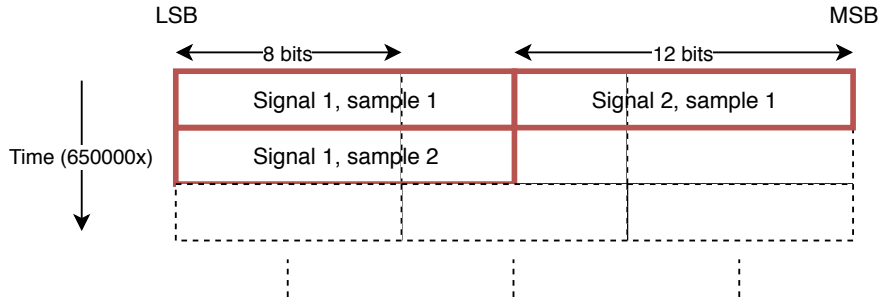 LSB MSB
8 bits 12 bits
Signal 1, sample 1 Signal 2, sample 1
Time (650000x) Signal 1, sample 2